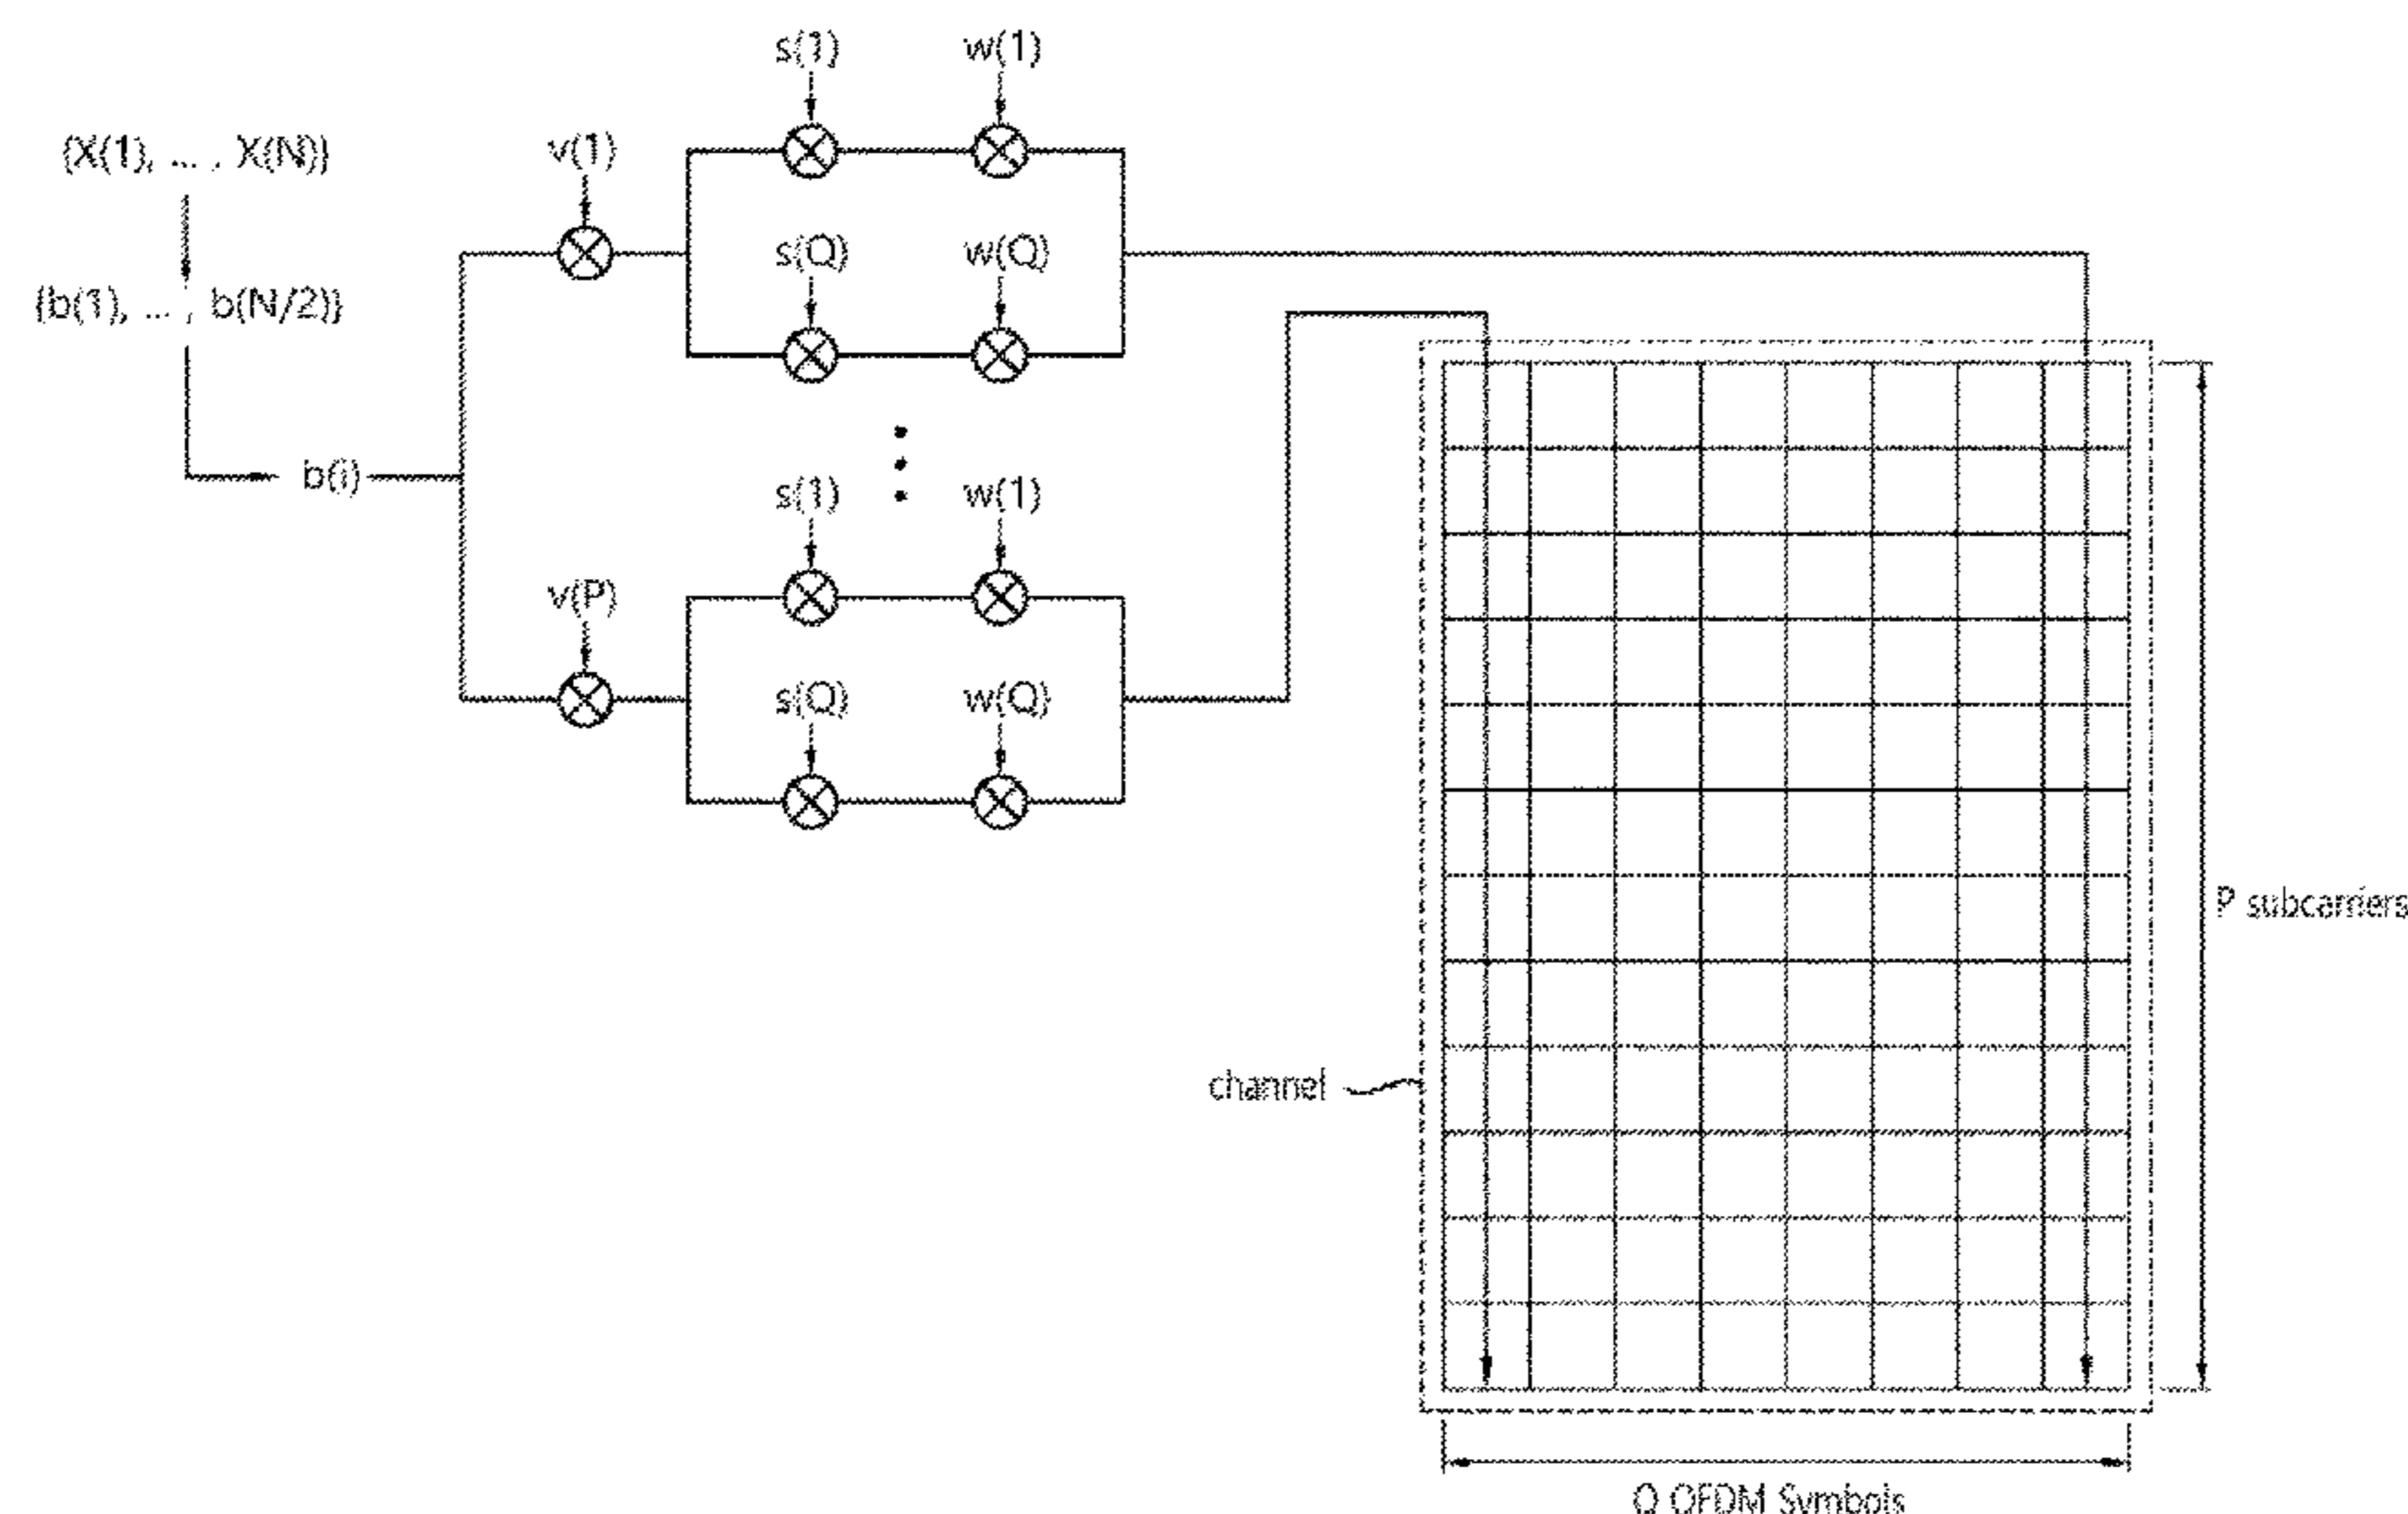 s(1) w(1)
{X(1), ... , X(N)} v(1)
s(Q) w(Q)
{b(1), ... , b(N/2)}
b(i)
s(1) w(1)
v(P)
s(Q) w(Q)
P subcarriers
channel
Q OFDM Symbols